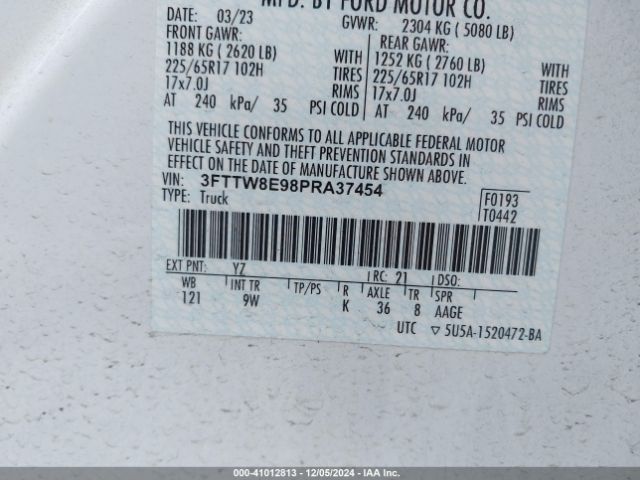 MFD. BY FORD MOTOR CO.
DATE: 03/23 GVWR: 2304 KG ( 5080 LB)
FRONT GAWR: REAR GAWR:
1188 KG ( 2620 LB) WITH 1252 KG ( 2760 LB) WITH
225/65R17 102H TIRES 225/65R17 102H TIRES
17x7.0J RIMS 17x7.0J RIMS
AT 240 kPa/ 35 PSI COLD AT 240 kPa/ 35 PSI COLD
THIS VEHICLE CONFORMS TO ALL APPLICABLE FEDERAL MOTOR
VEHICLE SAFETY AND THEFT PREVENTION STANDARDS IN
EFFECT ON THE DATE OF MANUFACTURE SHOWN ABOVE.
VIN: 3FTTW8E98PRA37454
TYPE: Truck
F0193
T0442
EXT PNT: YZ RC: 21 DSO:
WB INT TR TP/PS R AXLE TR SPR
121 9W K 36 8 AAGE
UTC ▽ 5U5A-1520472-BA
000-41012813 - 12/05/2024 - IAAI.com